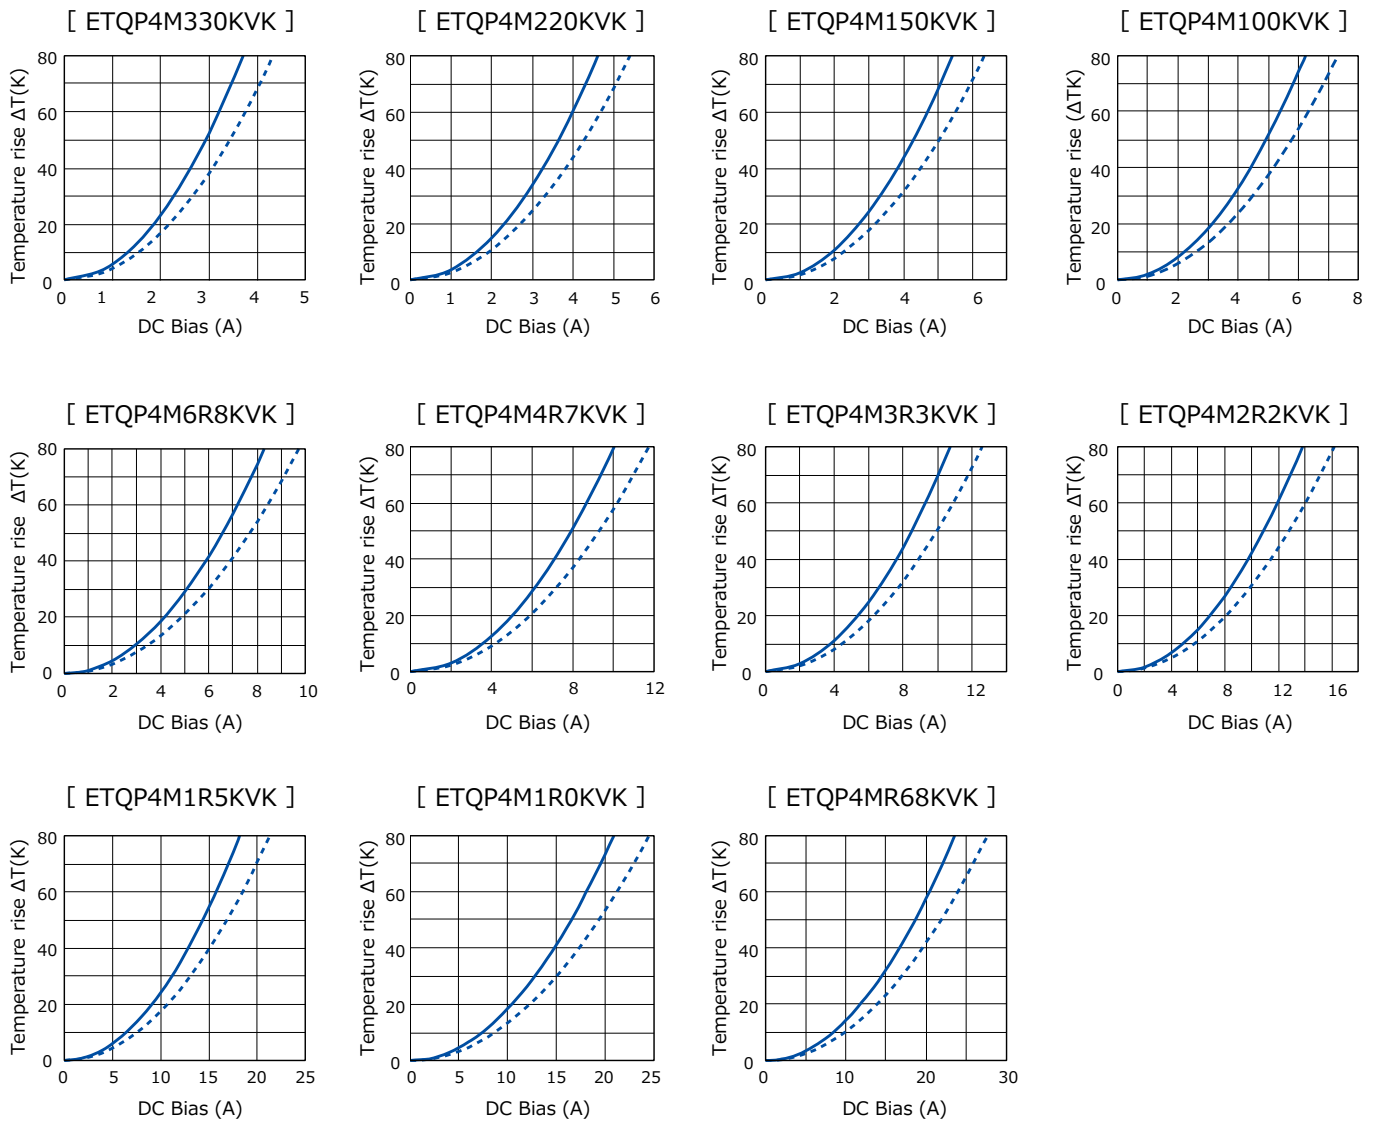 [ ETQP4M330KVK ]
80
60
40
20
0
0 1 2 3 4 5
Temperature rise ΔT(K)
DC Bias (A)
[ ETQP4M220KVK ]
80
60
40
20
0
0 1 2 3 4 5 6
Temperature rise ΔT(K)
DC Bias (A)
[ ETQP4M150KVK ]
80
60
40
20
0
0 2 4 6
Temperature rise ΔT(K)
DC Bias (A)
[ ETQP4M100KVK ]
80
60
40
20
0
0 2 4 6 8
Temperature rise (ΔTK)
DC Bias (A)
[ ETQP4M6R8KVK ]
80
60
40
20
0
0 2 4 6 8 10
Temperature rise ΔT(K)
DC Bias (A)
[ ETQP4M4R7KVK ]
80
60
40
20
0
0 4 8 12
Temperature rise ΔT(K)
DC Bias (A)
[ ETQP4M3R3KVK ]
80
60
40
20
0
0 4 8 12
Temperature rise ΔT(K)
DC Bias (A)
[ ETQP4M2R2KVK ]
80
60
40
20
0
0 4 8 12 16
Temperature rise ΔT(K)
DC Bias (A)
[ ETQP4M1R5KVK ]
80
60
40
20
0
0 5 10 15 20 25
Temperature rise ΔT(K)
DC Bias (A)
[ ETQP4M1R0KVK ]
80
60
40
20
0
0 5 10 15 20 25
Temperature rise ΔT(K)
DC Bias (A)
[ ETQP4MR68KVK ]
80
60
40
20
0
0 10 20 30
Temperature rise ΔT(K)
DC Bias (A)